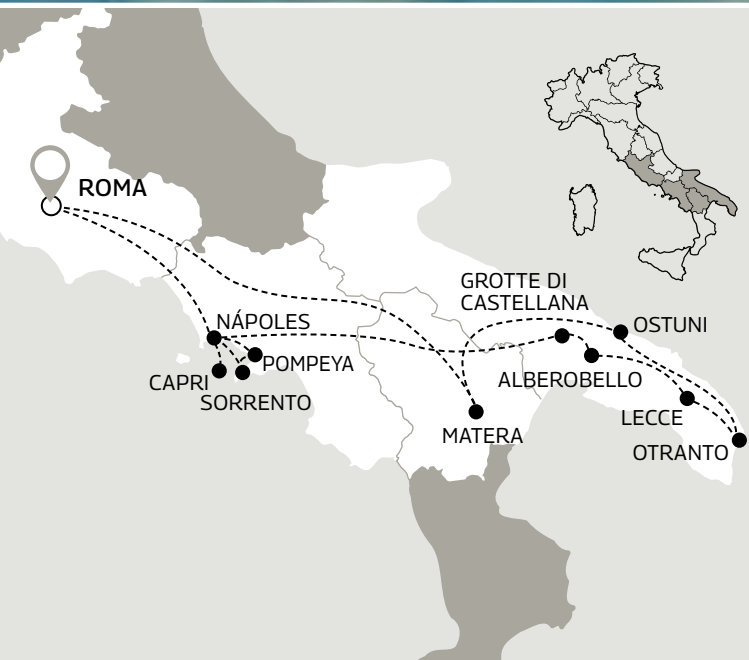 ROMA
GROTTE DI
CASTELLANA
NÁPOLES
OSTUNI
POMPEYA
CAPRI
ALBEROBELLO
SORRENTO
LECCE
MATERA
OTRANTO